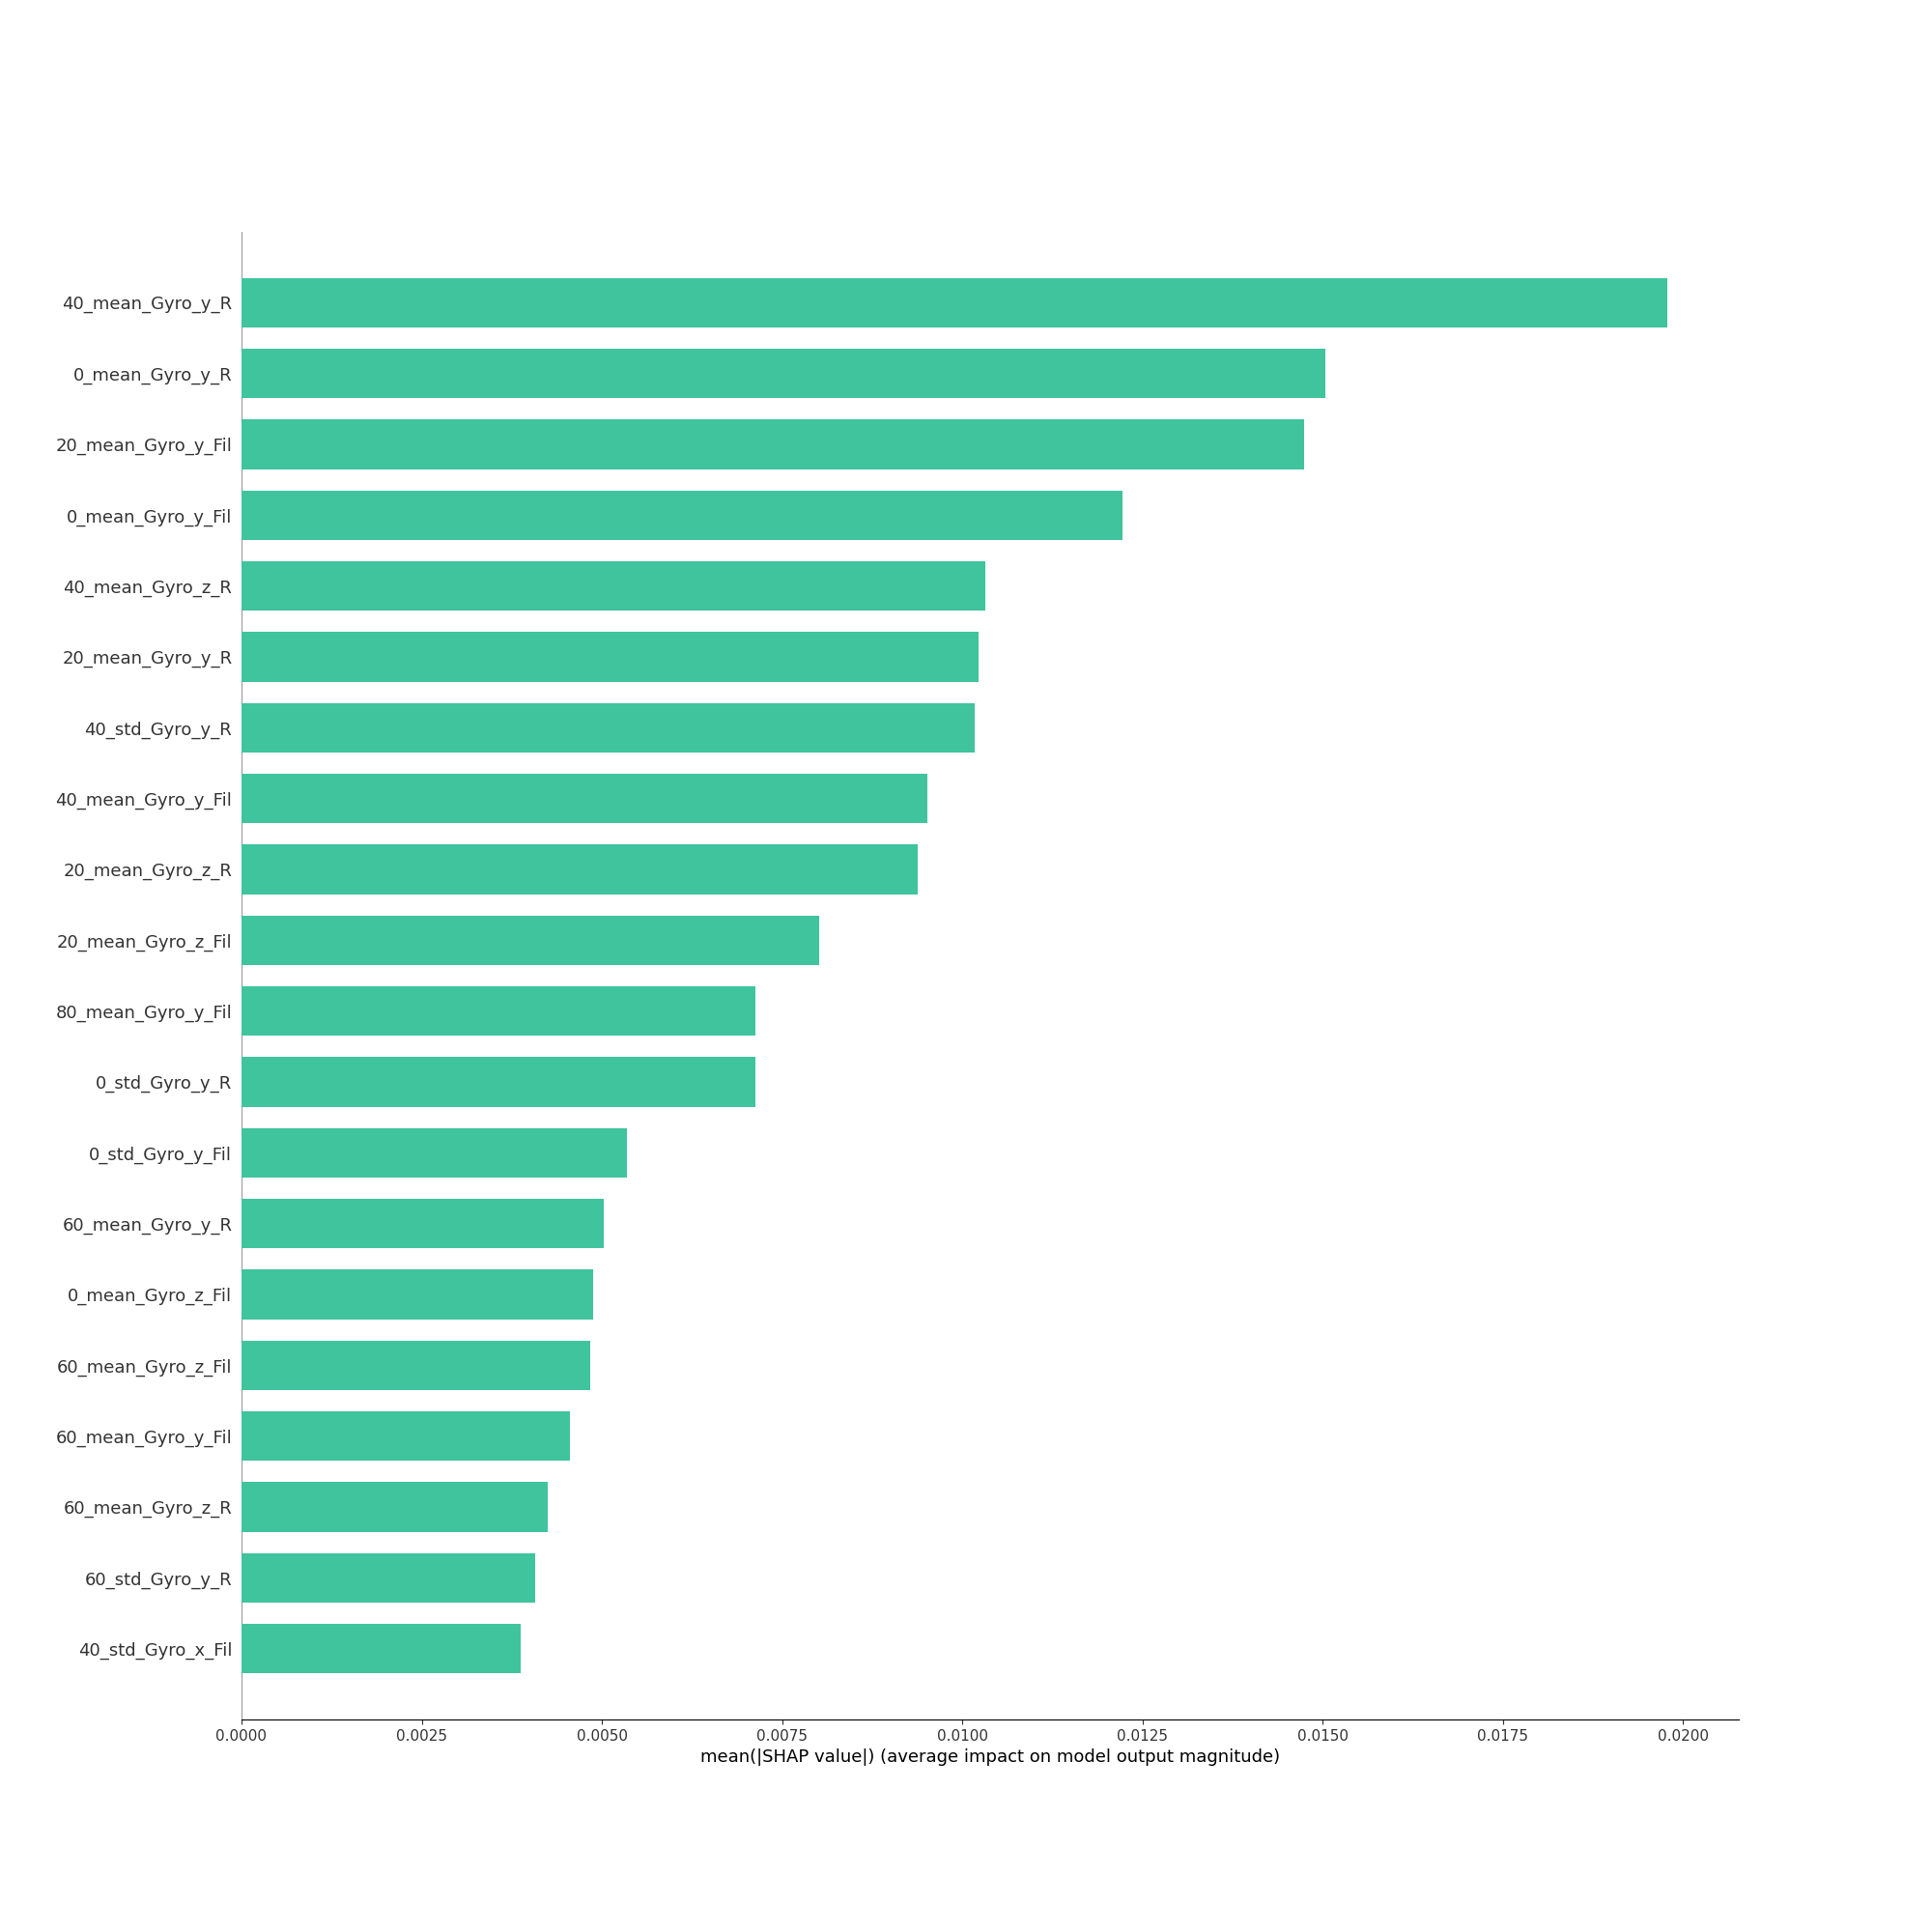 40_mean_Gyro_y_R
0_mean_Gyro_y_R
20_mean_Gyro_y_Fil
0_mean_Gyro_y_Fil
40_mean_Gyro_z_R
20_mean_Gyro_y_R
40_std_Gyro_y_R
40_mean_Gyro_y_Fil
20_mean_Gyro_z_R
20_mean_Gyro_z_Fil
80_mean_Gyro_y_Fil
0_std_Gyro_y_R
0_std_Gyro_y_Fil
60_mean_Gyro_y_R
0_mean_Gyro_z_Fil
60_mean_Gyro_z_Fil
60_mean_Gyro_y_Fil
60_mean_Gyro_z_R
60_std_Gyro_y_R
40_std_Gyro_x_Fil
0.0000 0.0025 0.0050 0.0075 0.0100 0.0125 0.0150 0.0175 0.0200
mean(|SHAP value|) (average impact on model output magnitude)